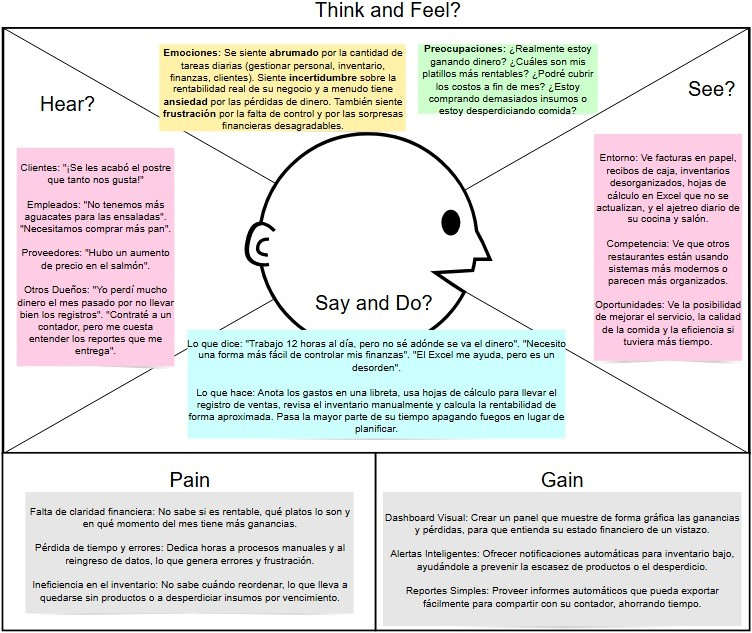 Think and Feel?
Emociones: Se siente abrumado por la cantidad de
tareas diarias (gestionar personal, inventario,
finanzas, clientes). Siente incertidumbre sobre la
rentabilidad real de su negocio y a menudo tiene
ansiedad por las pérdidas de dinero. También siente
frustración por la falta de control y por las sorpresas
financieras desagradables.
Preocupaciones: ¿Realmente estoy
ganando dinero? ¿Cuáles son mis
platillos más rentables? ¿Podré cubrir
los costos a fin de mes? ¿Estoy
comprando demasiados insumos o
estoy desperdiciando comida?
Hear?
Clientes: "¡Se les acabó el postre
que tanto nos gusta!"
Empleados: "No tenemos más
aguacates para las ensaladas".
"Necesitamos comprar más pan".
Proveedores: "Hubo un aumento
de precio en el salmón".
Otros Dueños: "Yo perdí mucho
dinero el mes pasado por no llevar
bien los registros". "Contraté a un
contador, pero me cuesta
entender los reportes que me
entrega".
See?
Entorno: Ve facturas en papel,
recibos de caja, inventarios
desorganizados, hojas de
cálculo en Excel que no se
actualizan, y el ajetreo diario de
su cocina y salón.
Competencia: Ve que otros
restaurantes están usando
sistemas más modernos o
parecen más organizados.
Oportunidades: Ve la posibilidad
de mejorar el servicio, la calidad
de la comida y la eficiencia si
tuviera más tiempo.
Say and Do?
Lo que dice: "Trabajo 12 horas al día, pero no sé adónde se va el dinero". "Necesito
una forma más fácil de controlar mis finanzas". "El Excel me ayuda, pero es un
desorden".
Lo que hace: Anota los gastos en una libreta, usa hojas de cálculo para llevar el
registro de ventas, revisa el inventario manualmente y calcula la rentabilidad de
forma aproximada. Pasa la mayor parte de su tiempo apagando fuegos en lugar de
planificar.
Pain
Falta de claridad financiera: No sabe si es rentable, qué platos lo son y
en qué momento del mes tiene más ganancias.
Pérdida de tiempo y errores: Dedica horas a procesos manuales y al
reingreso de datos, lo que genera errores y frustración.
Ineficiencia en el inventario: No sabe cuándo reordenar, lo que lleva a
quedarse sin productos o a desperdiciar insumos por vencimiento.
Gain
Dashboard Visual: Crear un panel que muestre de forma gráfica las ganancias
y pérdidas, para que entienda su estado financiero de un vistazo.
Alertas Inteligentes: Ofrecer notificaciones automáticas para inventario bajo,
ayudándole a prevenir la escasez de productos o el desperdicio.
Reportes Simples: Proveer informes automáticos que pueda exportar
fácilmente para compartir con su contador, ahorrando tiempo.